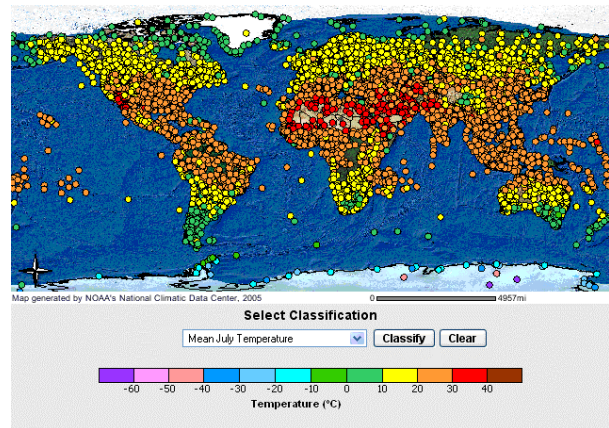 Map generated by NOAA's National Climatic Data Center, 2005 0 4957mi
Select Classification
Mean July Temperature Classify Clear
-60 -50 -40 -30 -20 -10 0 10 20 30 40
Temperature (°C)